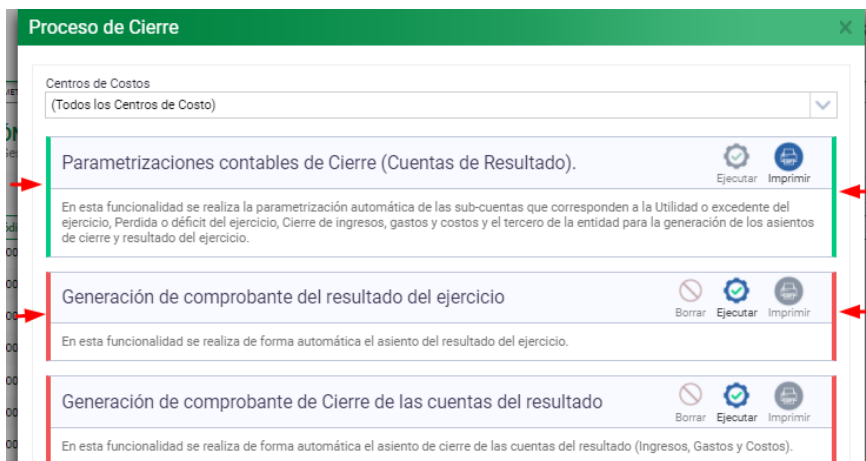 Proceso de Cierre
Centros de Costos
(Todos los Centros de Costo)
Parametrizaciones contables de Cierre (Cuentas de Resultado).
Ejecutar Imprimir
En esta funcionalidad se realiza la parametrización automática de las sub-cuentas que corresponden a la Utilidad o excedente del
ejercicio, Perdida o déficit del ejercicio, Cierre de ingresos, gastos y costos y el tercero de la entidad para la generación de los asientos
de cierre y resultado del ejercicio.
Generación de comprobante del resultado del ejercicio
Borrar Ejecutar Imprimir
En esta funcionalidad se realiza de forma automática el asiento del resultado del ejercicio.
Generación de comprobante de Cierre de las cuentas del resultado
Borrar Ejecutar Imprimir
En esta funcionalidad se realiza de forma automática el asiento de cierre de las cuentas del resultado (Ingresos, Gastos y Costos).